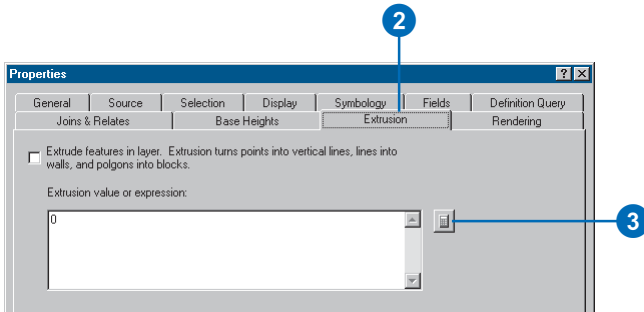 2
Properties
General Source Selection Display Symbology Fields Definition Query
Joins & Relates Base Heights Extrusion Rendering
Extrude features in layer. Extrusion turns points into vertical lines, lines into
walls, and polgons into blocks.
Extrusion value or expression:
0
3